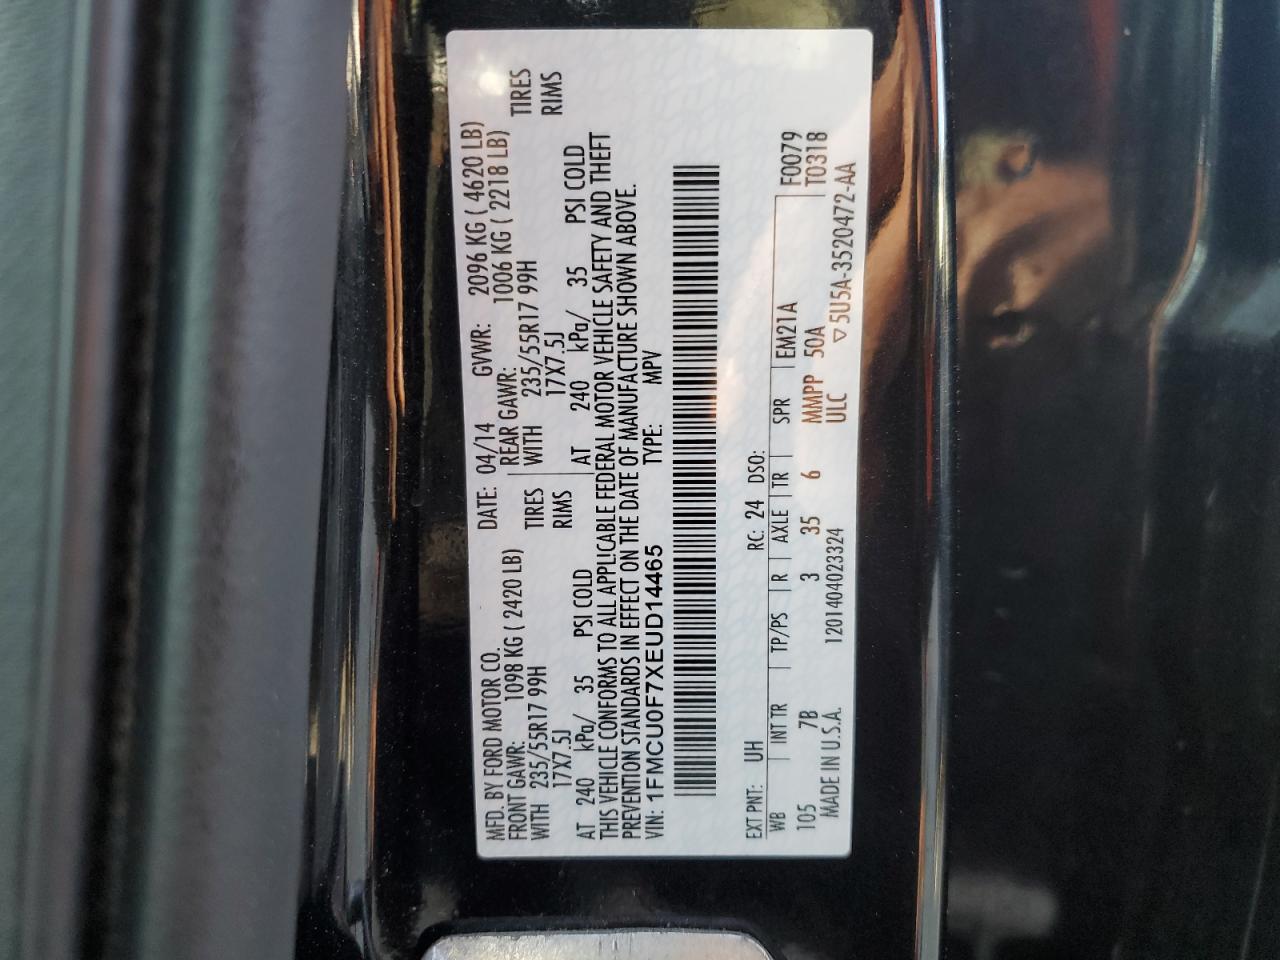 MFD. BY FORD MOTOR CO. DATE: 04/14 GVWR: 2096 KG ( 4620 LB)
FRONT GAWR: 1098 KG ( 2420 LB) REAR GAWR: 1006 KG ( 2218 LB)
WITH 235/55R17 99H TIRES WITH 235/55R17 99H TIRES
17X7.5J RIMS 17X7.5J RIMS
AT 240 kPa/ 35 PSI COLD AT 240 kPa/ 35 PSI COLD
THIS VEHICLE CONFORMS TO ALL APPLICABLE FEDERAL MOTOR VEHICLE SAFETY AND THEFT
PREVENTION STANDARDS IN EFFECT ON THE DATE OF MANUFACTURE SHOWN ABOVE.
VIN: 1FMCU0F7XEUD14465 TYPE: MPV
EXT PNT: UH RC: 24 DSO:
WB INT TR TP/PS R AXLE TR SPR EM21A F0079
105 7B 3 35 6 MMPP 50A T0318
MADE IN U.S.A. 1201404023324 ULC ▽5U5A-3520472-AA